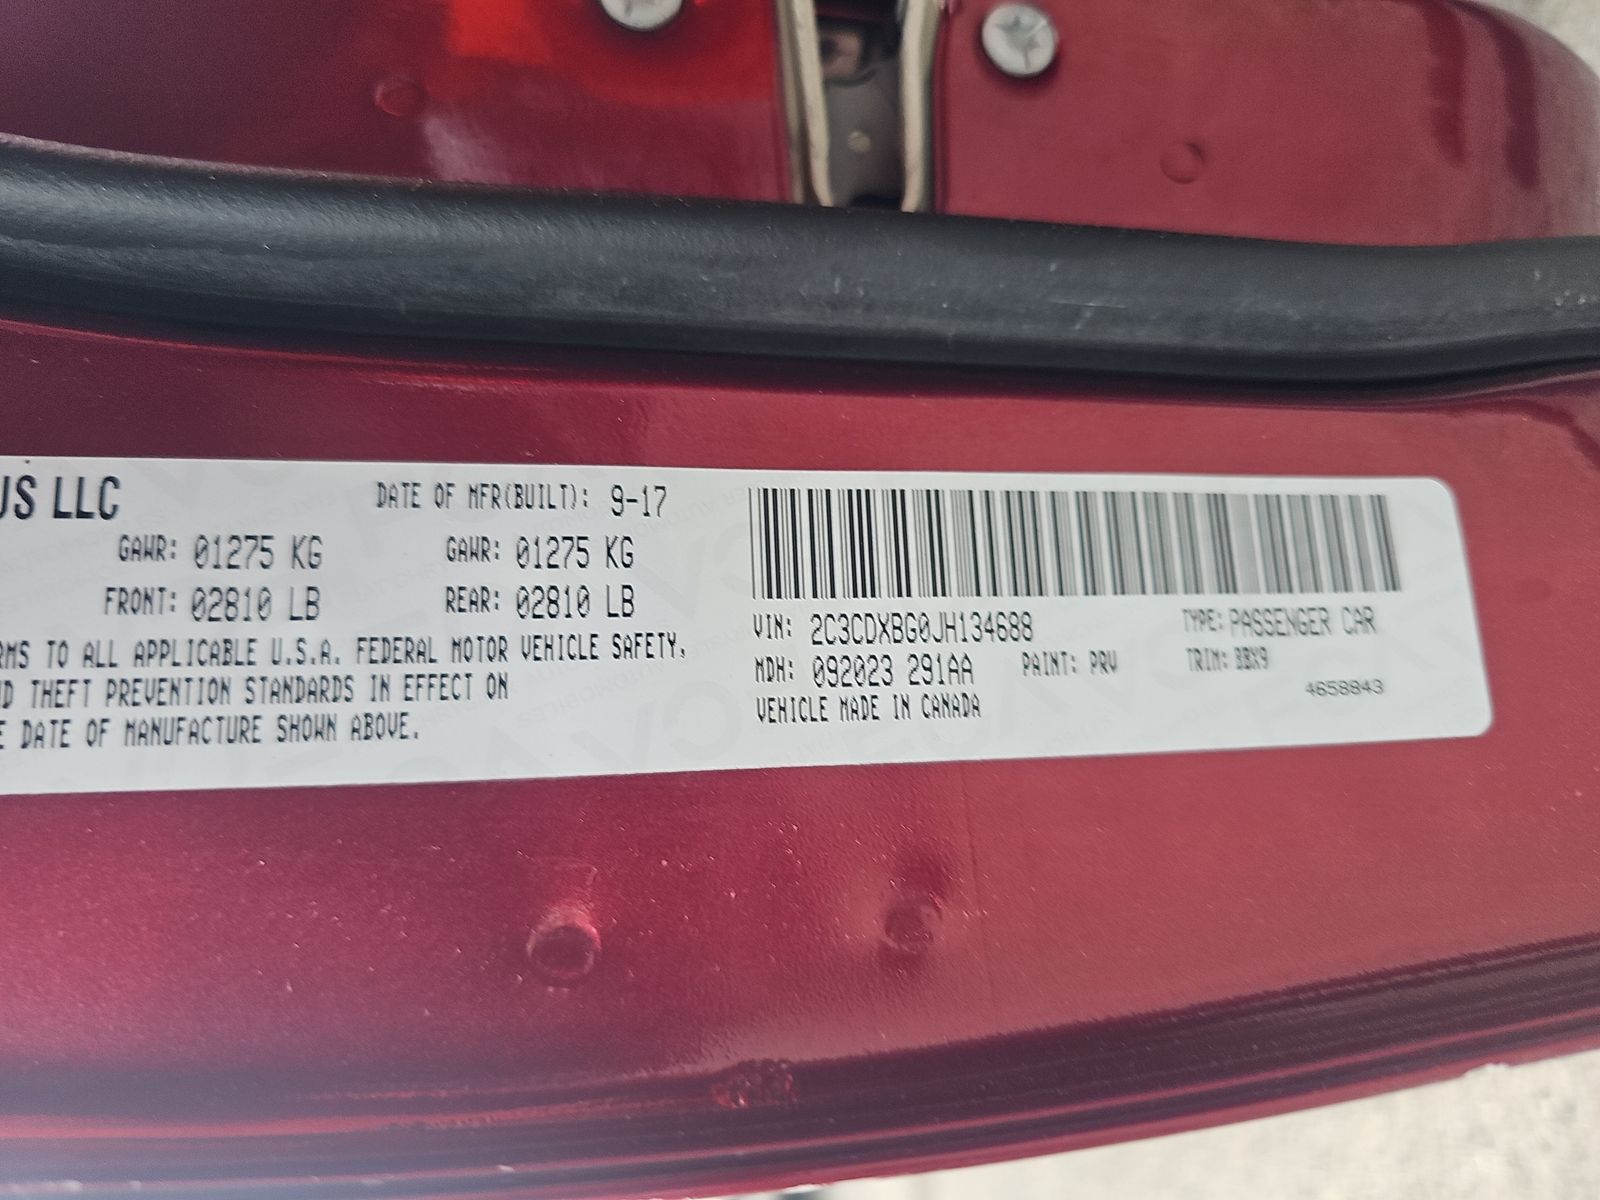 US LLC DATE OF MFR(BUILT): 9-17
GAWR: 01275 KG GAWR: 01275 KG
FRONT: 02810 LB REAR: 02810 LB
RMS TO ALL APPLICABLE U.S.A. FEDERAL MOTOR VEHICLE SAFETY,
D THEFT PREVENTION STANDARDS IN EFFECT ON
E DATE OF MANUFACTURE SHOWN ABOVE.
VIN: 2C3CDXBG0JH134688 TYPE: PASSENGER CAR
MDH: 092023 291AA PAINT: PRV TRIM: BBX9
VEHICLE MADE IN CANADA
4658843